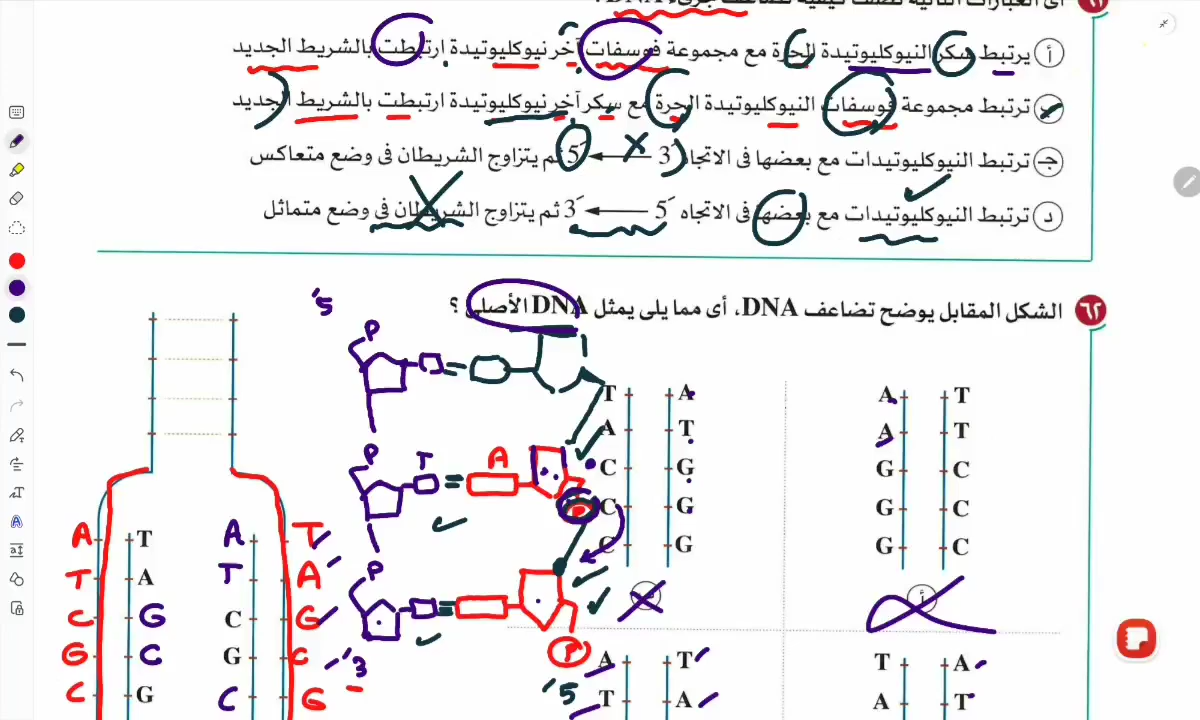 ٦١ أى العبارات التالية تصف كيفية تضاعف جزىء DNA ؟
أ يرتبط سكر النيوكليوتيدة الحرة مع مجموعة فوسفات آخر نيوكليوتيدة ارتبطت بالشريط الجديد
ب ترتبط مجموعة فوسفات النيوكليوتيدة الحرة مع سكر آخر نيوكليوتيدة ارتبطت بالشريط الجديد
جـ ترتبط النيوكليوتيدات مع بعضها فى الاتجاه 3´ ← 5´ ثم يتزاوج الشريطان فى وضع متعاكس
د ترتبط النيوكليوتيدات مع بعضها فى الاتجاه 5´ ← 3´ ثم يتزاوج الشريطان فى وضع متماثل
٦٢ الشكل المقابل يوضح تضاعف DNA، أى مما يلى يمثل DNA الأصلى ؟
'5
P
T A A T
A T A T
P T A P
C G G C
C G G C
C G G C
أ
P
P
'3
'5
A T T A
T A A T
A T A T
T A T A
C G C G
G C G C
C G C G